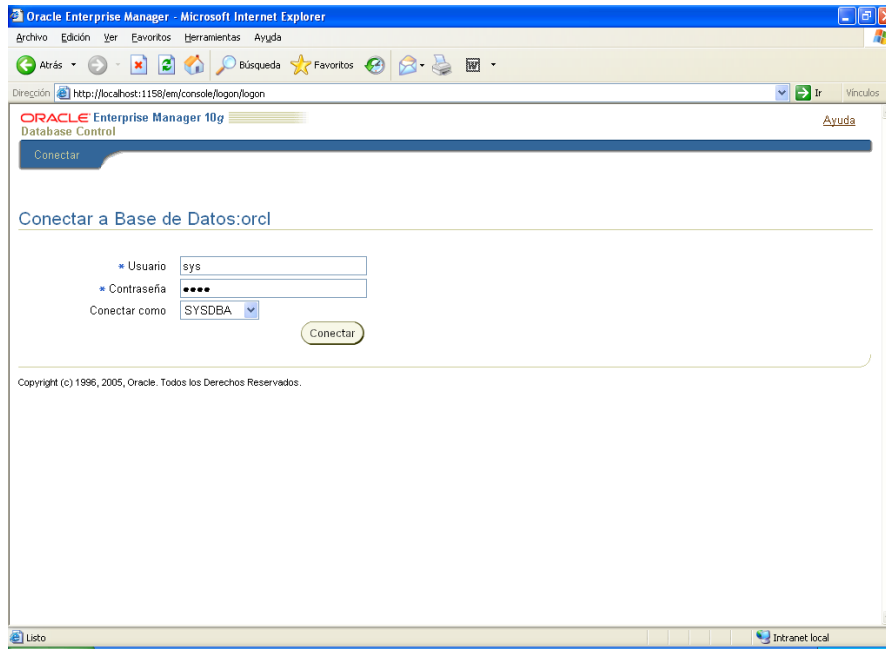 Oracle Enterprise Manager - Microsoft Internet Explorer
Archivo Edición Ver Favoritos Herramientas Ayuda
Atrás Búsqueda Favoritos
Dirección http://localhost:1158/em/console/logon/logon Ir Vínculos
ORACLE Enterprise Manager 10g
Database Control
Ayuda
Conectar
Conectar a Base de Datos:orcl
* Usuario sys
* Contraseña ●●●●
Conectar como SYSDBA
Conectar
Copyright (c) 1996, 2005, Oracle. Todos los Derechos Reservados.
Listo Intranet local